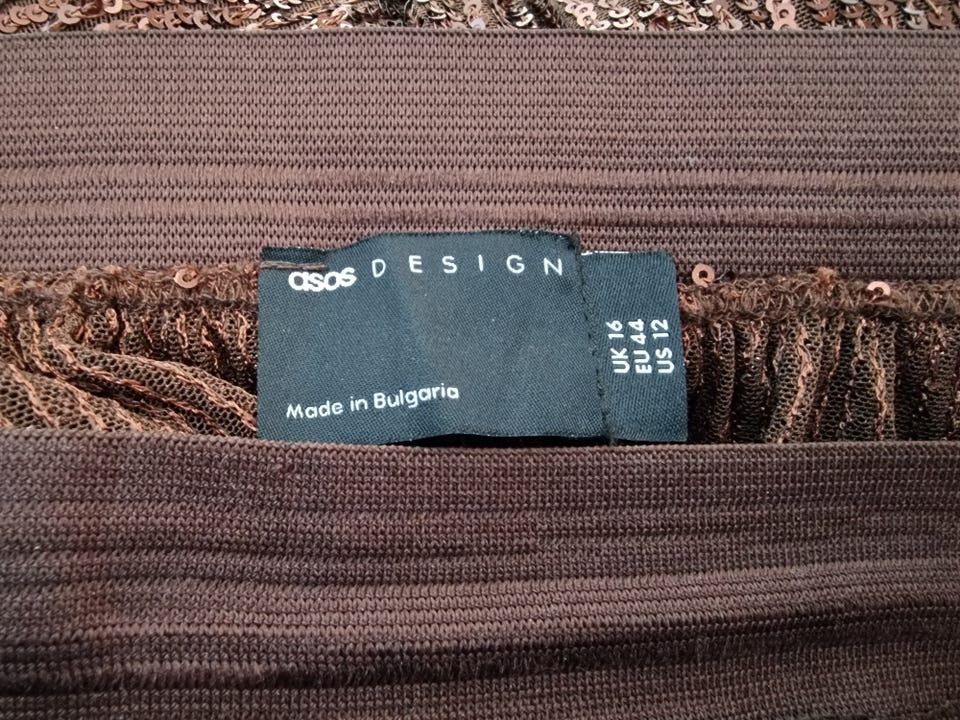 asos DESIGN
Made in Bulgaria
UK 16
EU 44
US 12